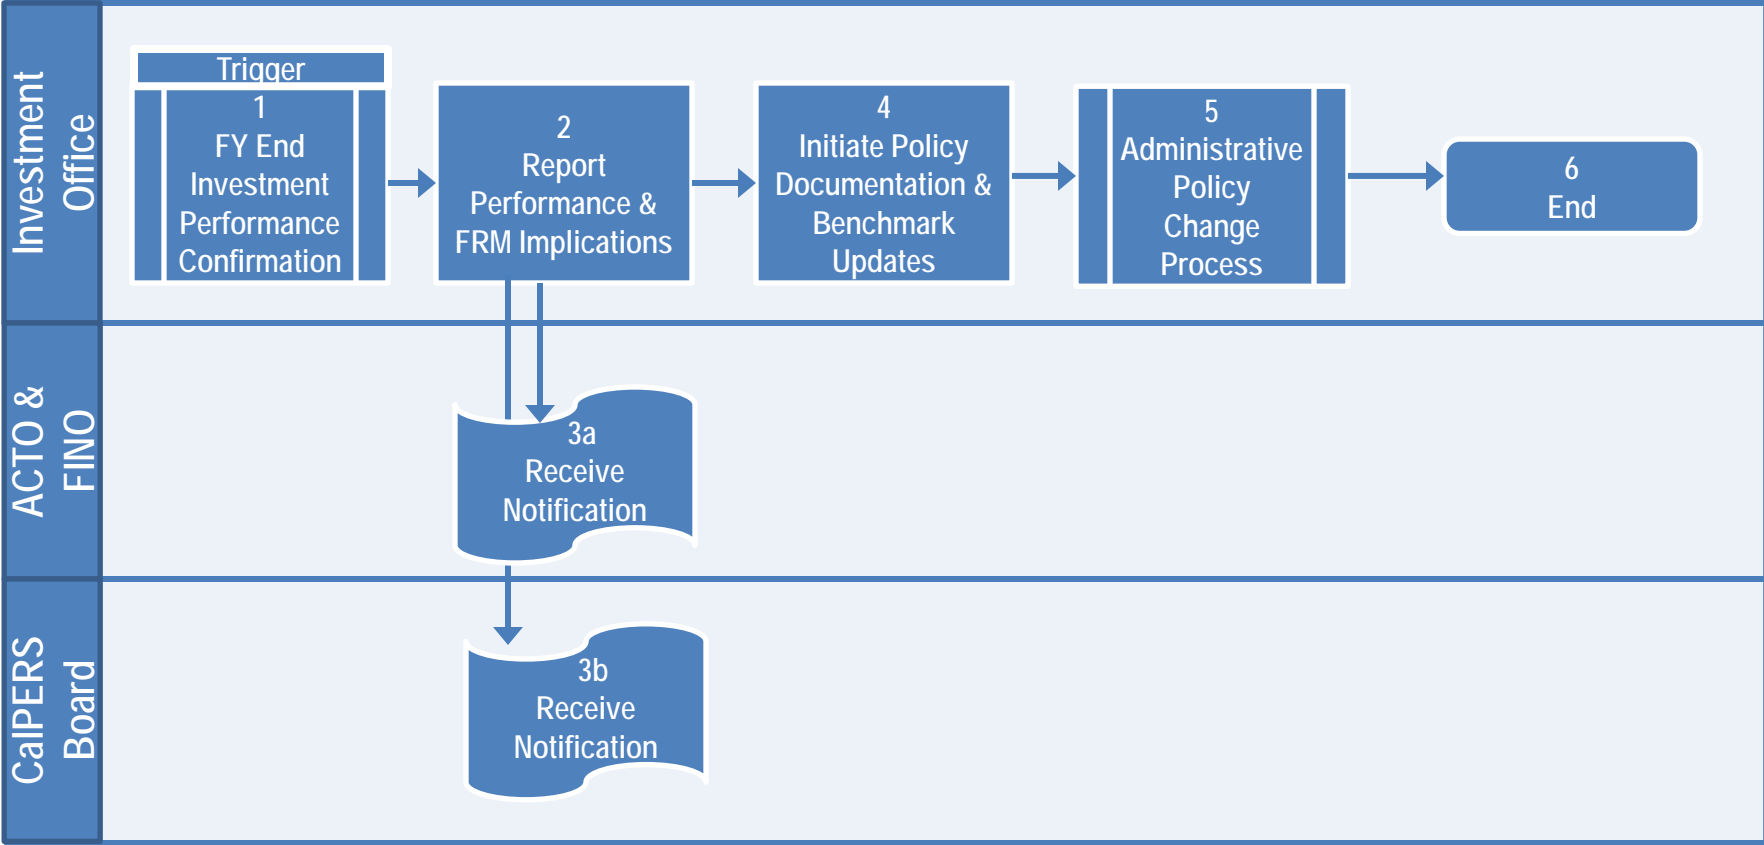 Investment
Office
Trigger
1
FY End
Investment
Performance
Confirmation
2
Report
Performance &
FRM Implications
4
Initiate Policy
Documentation &
Benchmark
Updates
5
Administrative
Policy
Change
Process
6
End
ACTO &
FINO
3a
Receive
Notification
CalPERS
Board
3b
Receive
Notification